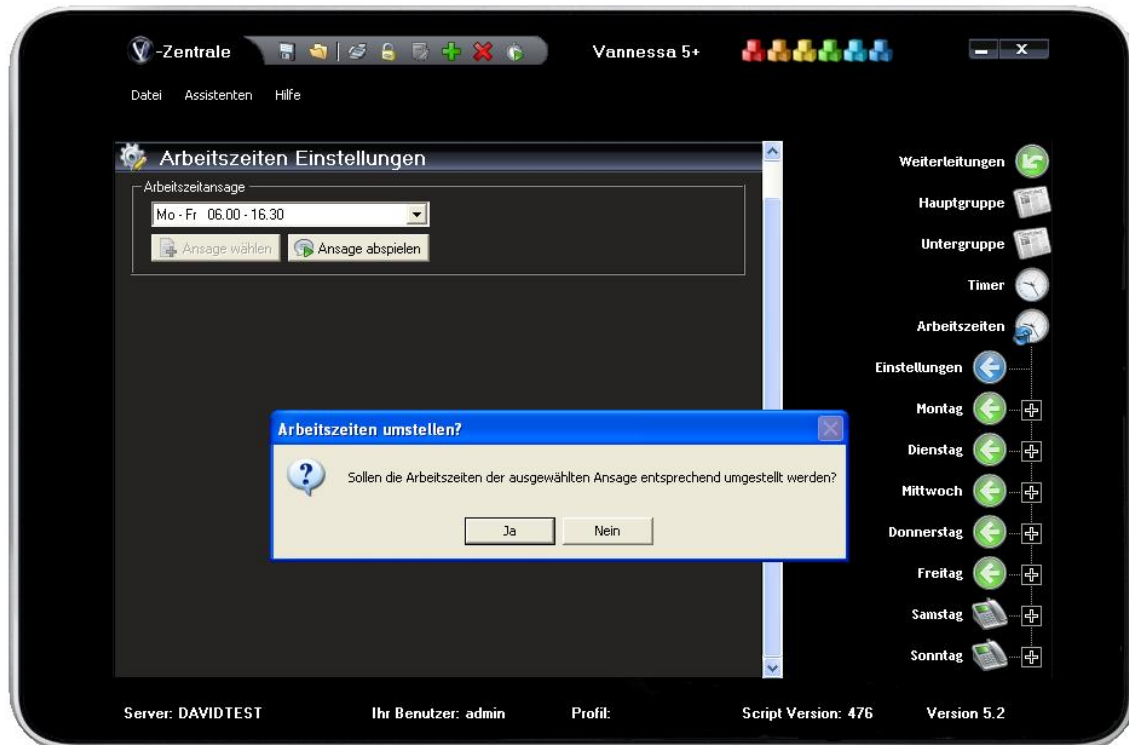 V-Zentrale
Vannessa 5+
X
Datei Assistenten Hilfe
Arbeitszeiten Einstellungen
Arbeitszeitansage
Mo - Fr 06.00 - 16.30
Ansage wählen
Ansage abspielen
Arbeitszeiten umstellen?
Sollen die Arbeitszeiten der ausgewählten Ansage entsprechend umgestellt werden?
Ja
Nein
Weiterleitungen
Hauptgruppe
Untergruppe
Timer
Arbeitszeiten
Einstellungen
Montag
Dienstag
Mittwoch
Donnerstag
Freitag
Samstag
Sonntag
Server: DAVIDTEST
Ihr Benutzer: admin
Profil:
Script Version: 476
Version 5.2